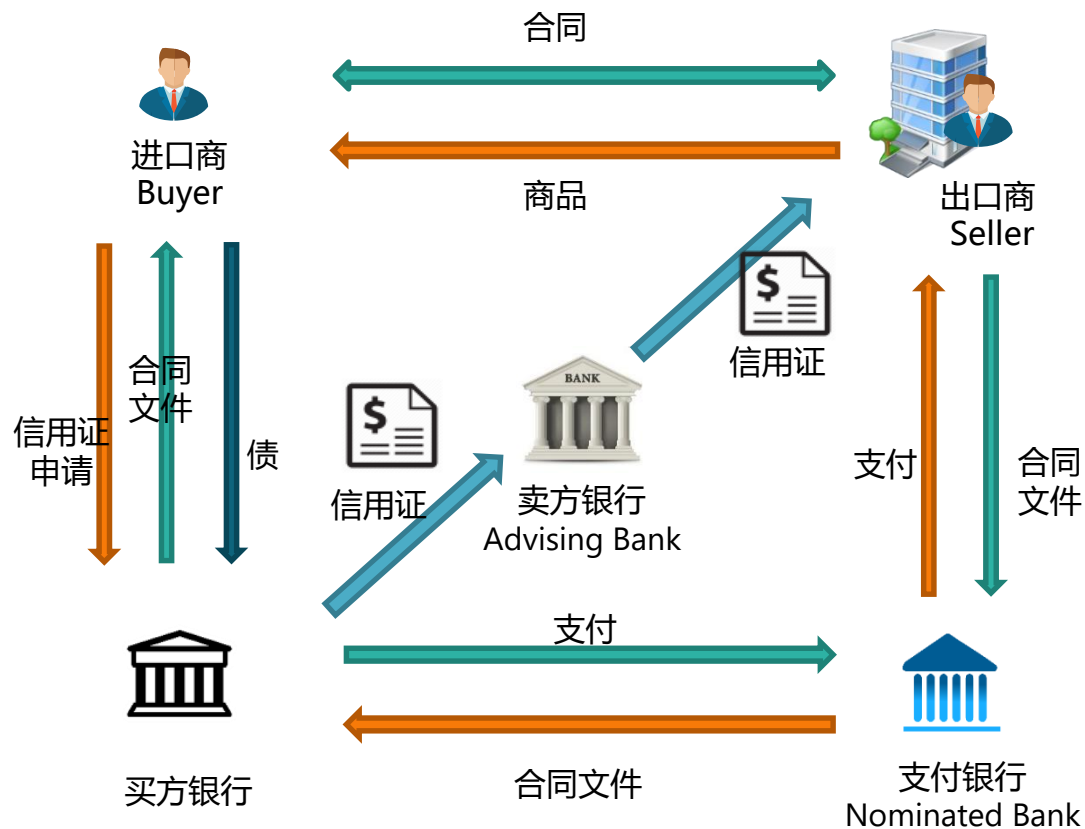 合同
进口商
Buyer
商品
出口商
Seller
信用证
申请
合同
文件
债
信用证
BANK
信用证
卖方银行
Advising Bank
支付
合同
文件
支付
买方银行
合同文件
支付银行
Nominated Bank